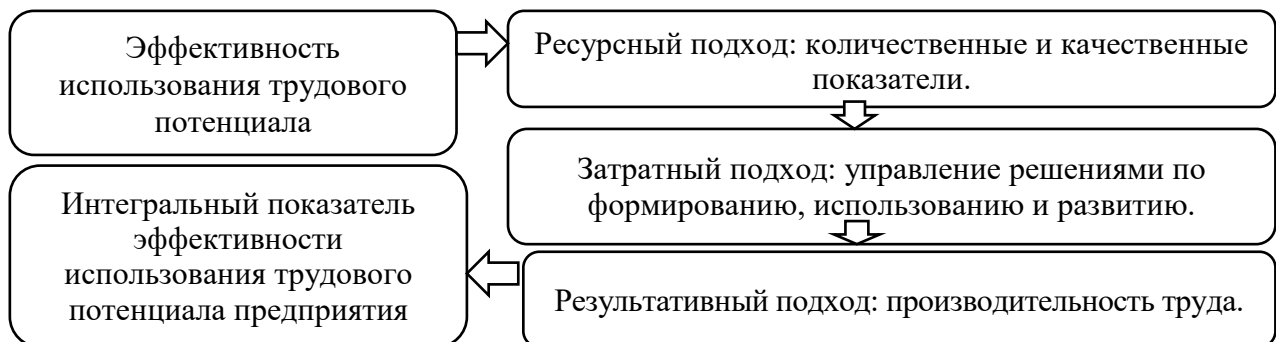 Эффективность
использования трудового
потенциала
Ресурсный подход: количественные и качественные
показатели.
Затратный подход: управление решениями по
формированию, использованию и развитию.
Результативный подход: производительность труда.
Интегральный показатель
эффективности
использования трудового
потенциала предприятия